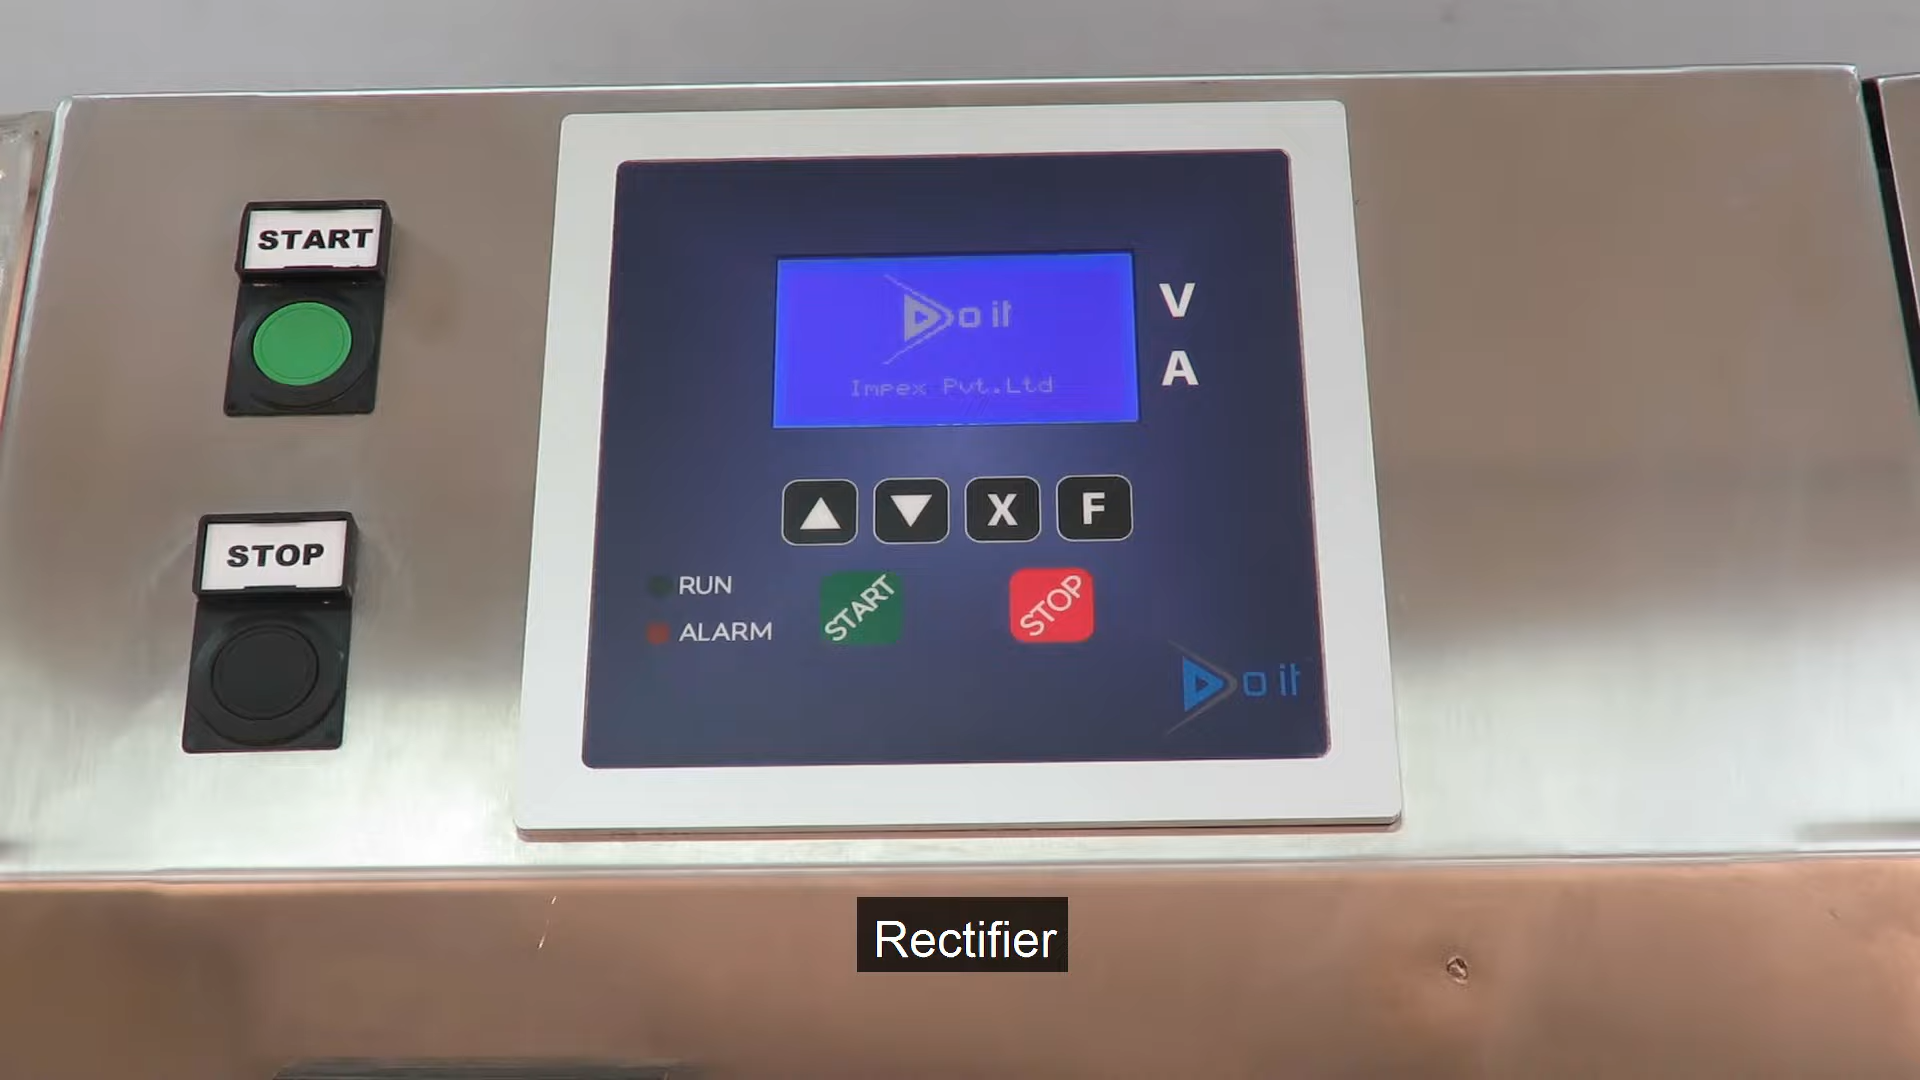 START
STOP
Do it
Impex Pvt.Ltd
V
A
X
F
RUN
START
STOP
ALARM
Do it
Rectifier